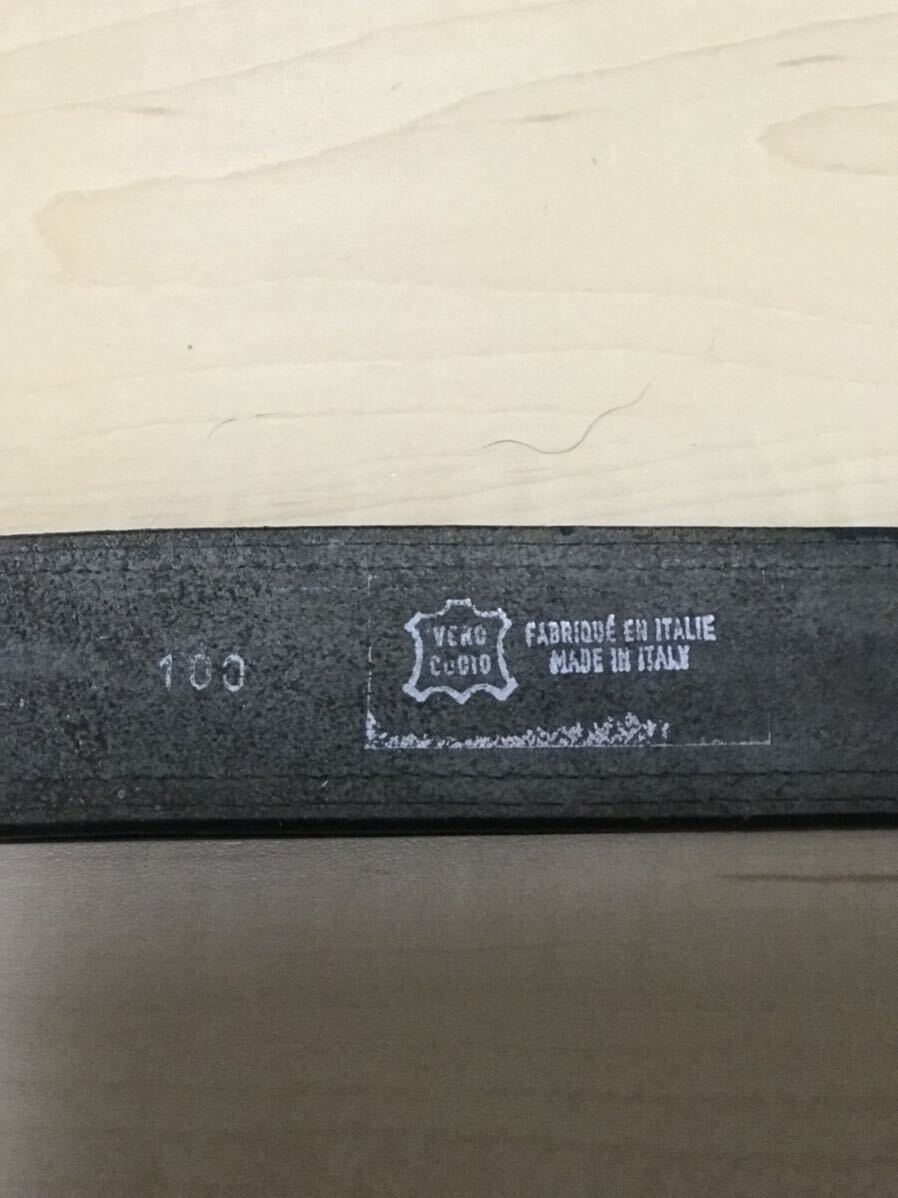 100
VERO
CUOIO
FABRIQUÉ EN ITALIE
MADE IN ITALY